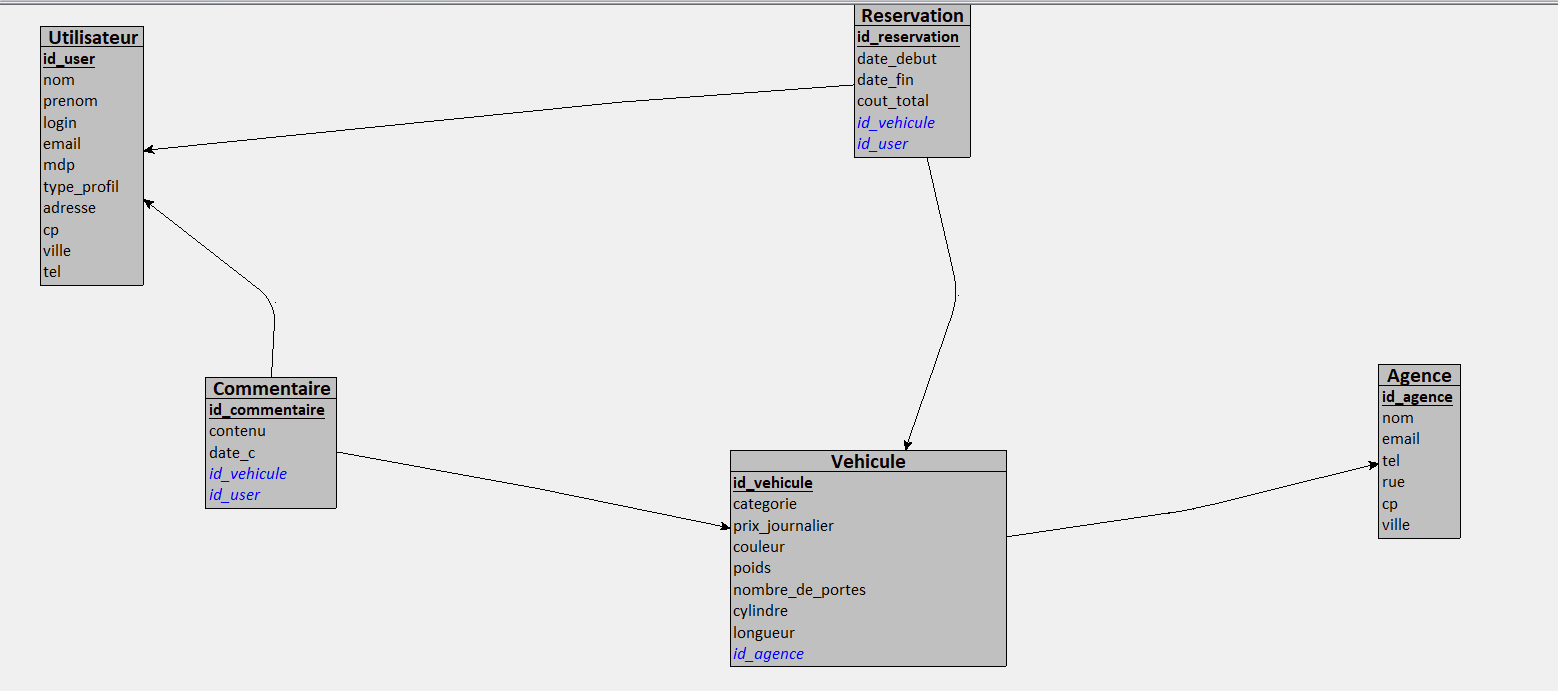 Utilisateur
id_user
nom
prenom
login
email
mdp
type_profil
adresse
cp
ville
tel
Reservation
id_reservation
date_debut
date_fin
cout_total
id_vehicule
id_user
Commentaire
id_commentaire
contenu
date_c
id_vehicule
id_user
Vehicule
id_vehicule
categorie
prix_journalier
couleur
poids
nombre_de_portes
cylindre
longueur
id_agence
Agence
id_agence
nom
email
tel
rue
cp
ville